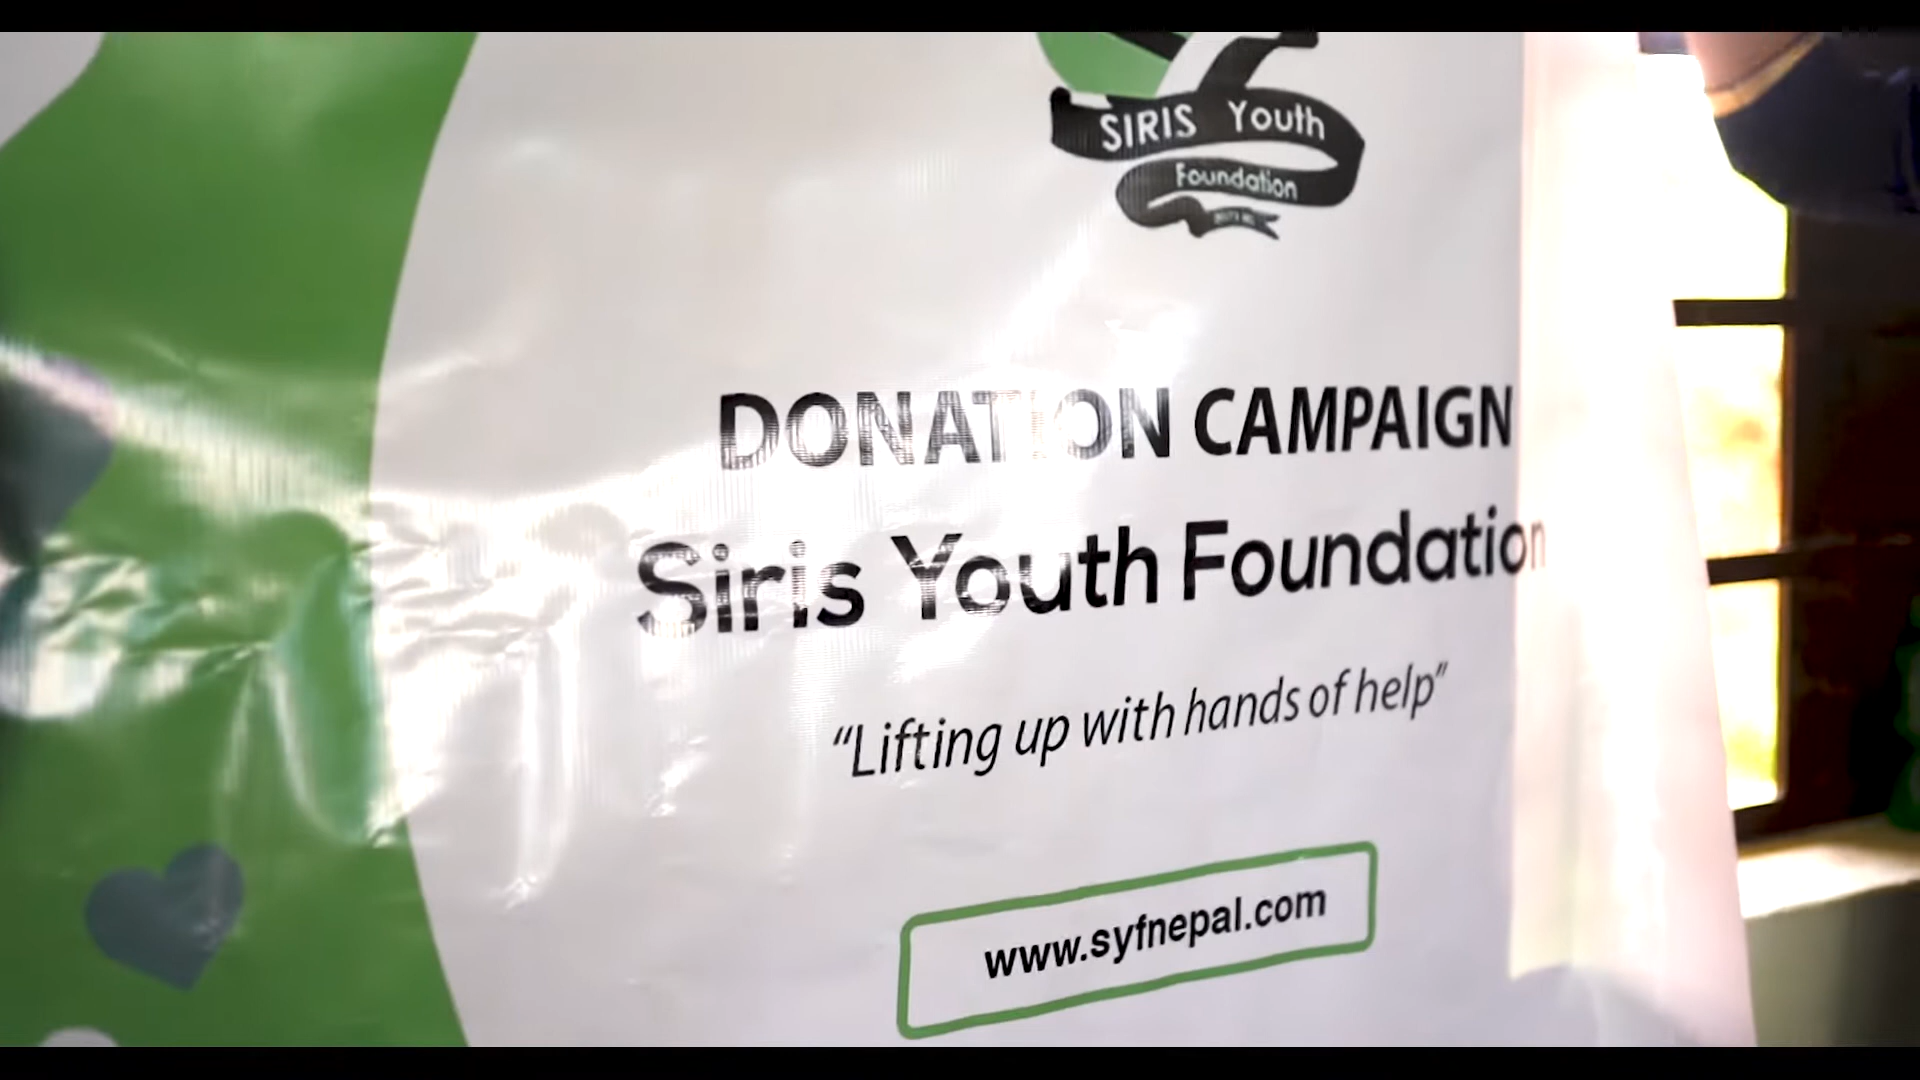 SIRIS Youth
Foundation
DONATION CAMPAIGN
Siris Youth Foundation
“Lifting up with hands of help”
www.syfnepal.com